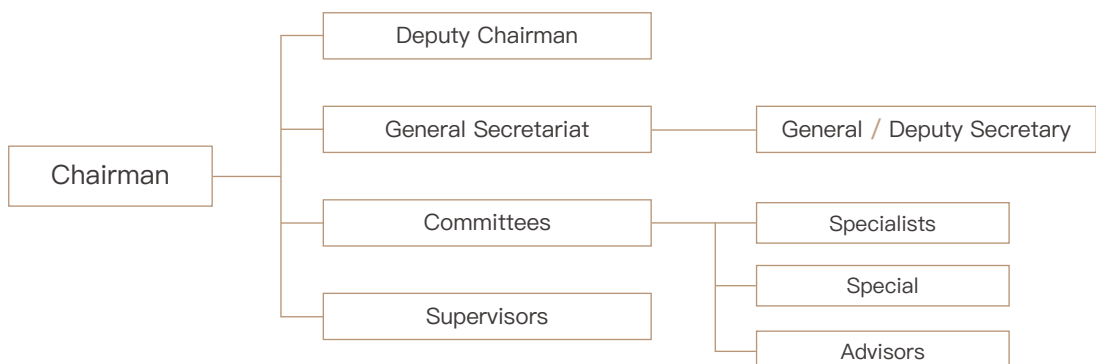 Chairman
Deputy Chairman
General Secretariat
General / Deputy Secretary
Committees
Specialists
Special
Advisors
Supervisors